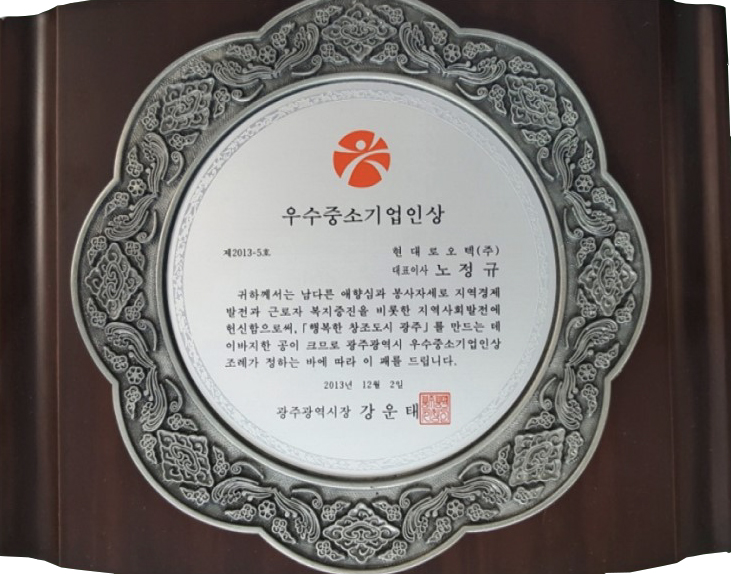 우수중소기업인상
제2013-5호
현대로오텍(주)
대표이사 노정규
귀하께서는 남다른 애향심과 봉사자세로 지역경제
발전과 근로자 복지증진을 비롯한 지역사회발전에
헌신함으로써, 「행복한 창조도시 광주」를 만드는 데
이바지한 공이 크므로 광주광역시 우수중소기업인상
조례가 정하는 바에 따라 이 패를 드립니다.
2013년 12월 2일
광주광역시장 강운태